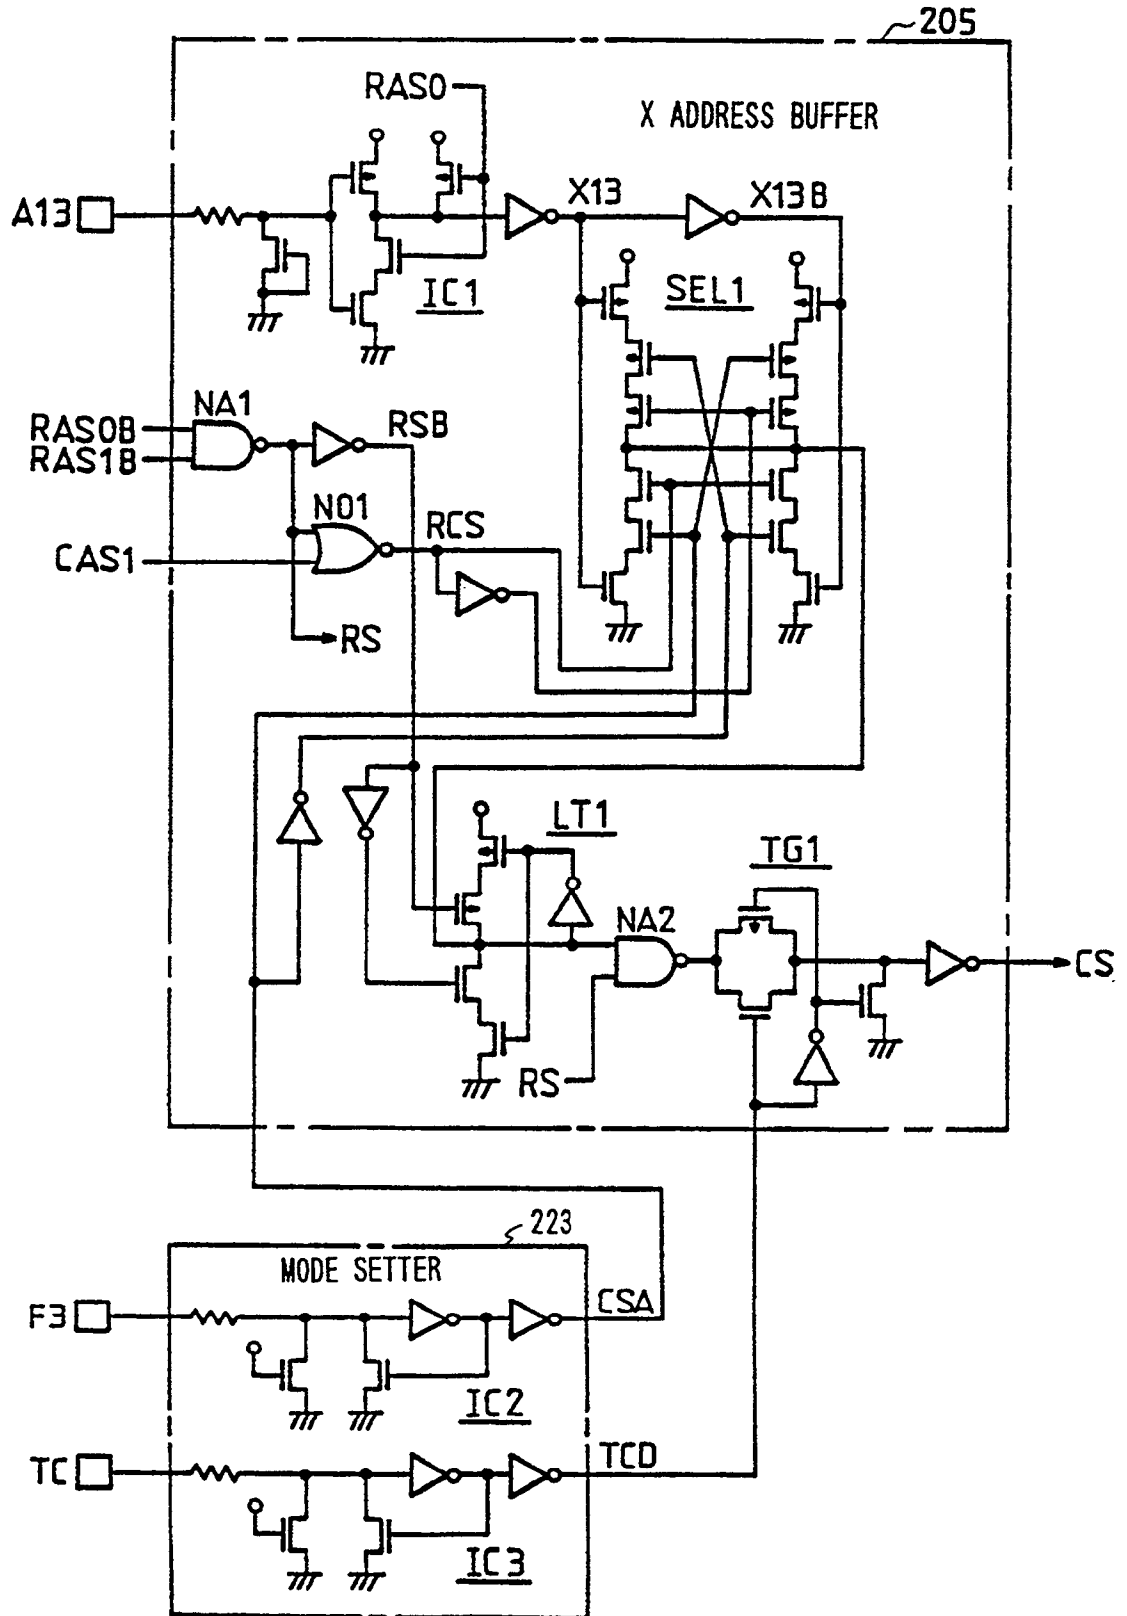 205
RAS0
X ADDRESS BUFFER
A13
X13
X13B
IC1
SEL1
NA1
RAS0B
RAS1B
RSB
NO1
RCS
CAS1
RS
LT1
TG1
NA2
CS
RS
223
MODE SETTER
F3
CSA
IC2
TC
TCD
IC3